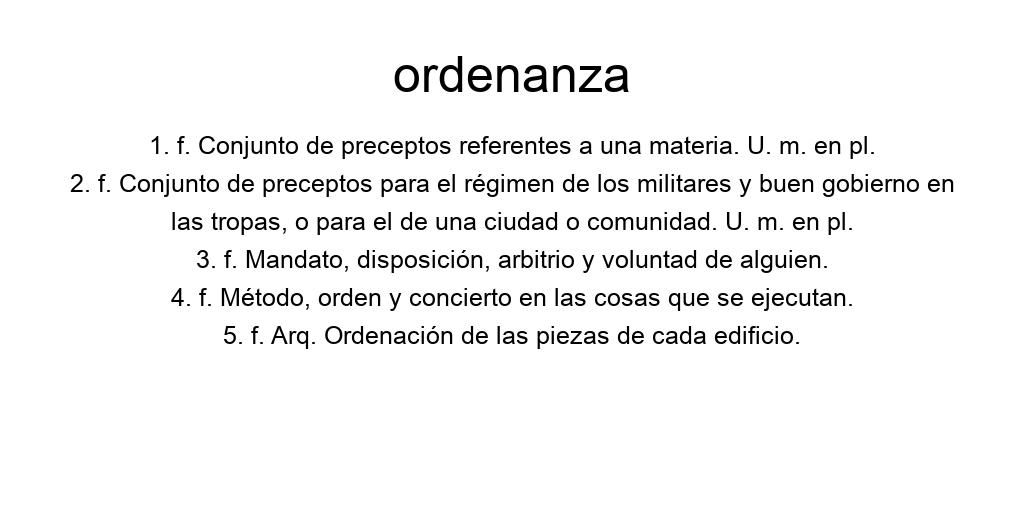 ordenanza
1. f. Conjunto de preceptos referentes a una materia. U. m. en pl.
2. f. Conjunto de preceptos para el régimen de los militares y buen gobierno en
las tropas, o para el de una ciudad o comunidad. U. m. en pl.
3. f. Mandato, disposición, arbitrio y voluntad de alguien.
4. f. Método, orden y concierto en las cosas que se ejecutan.
5. f. Arq. Ordenación de las piezas de cada edificio.